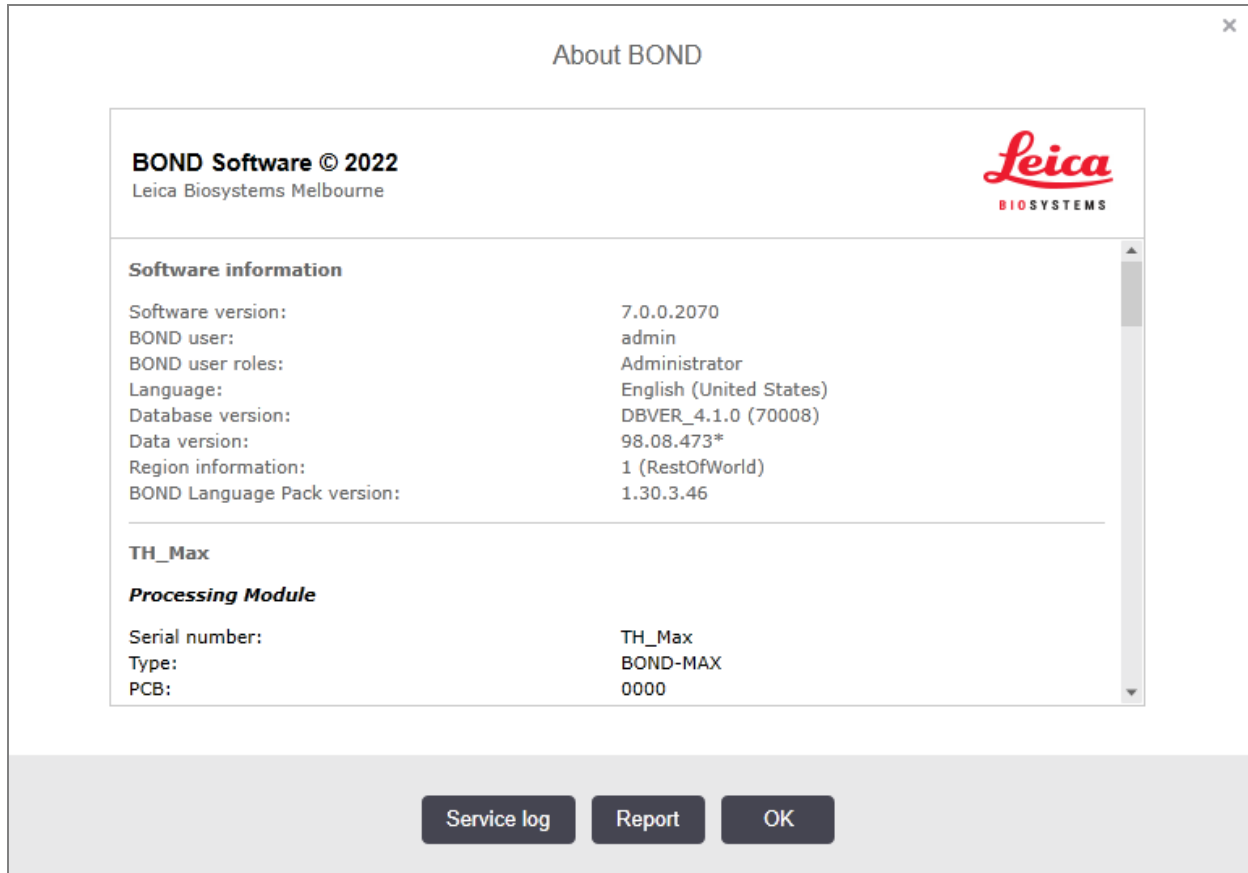 ×
About BOND
BOND Software © 2022
Leica Biosystems Melbourne
Leica
BIOSYSTEMS
Software information
Software version: 7.0.0.2070
BOND user: admin
BOND user roles: Administrator
Language: English (United States)
Database version: DBVER_4.1.0 (70008)
Data version: 98.08.473*
Region information: 1 (RestOfWorld)
BOND Language Pack version: 1.30.3.46
TH_Max
Processing Module
Serial number: TH_Max
Type: BOND-MAX
PCB: 0000
Service log Report OK